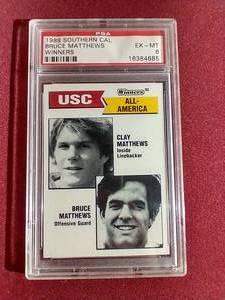 PSA
1988 SOUTHERN CAL
BRUCE MATTHEWS EX-MT
WINNERS 6
16384685
Winners
USC ALL-
AMERICA
CLAY
MATTHEWS
Inside
Linebacker
BRUCE
MATTHEWS
Offensive Guard